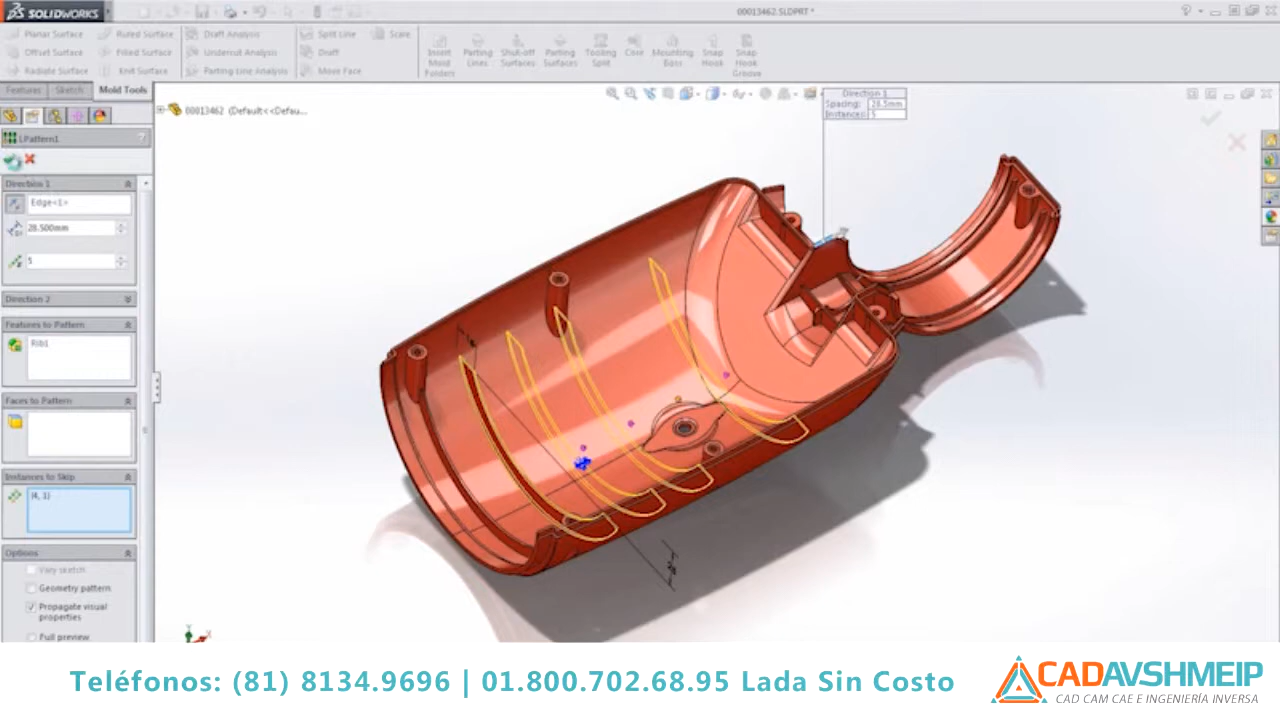 SOLIDWORKS
00013462.SLDPRT *
Planar Surface
Ruled Surface
Draft Analysis
Split Line
Scale
Offset Surface
Filled Surface
Undercut Analysis
Draft
Radiate Surface
Knit Surface
Parting Line Analysis
Move Face
Insert Mold Folders
Parting Lines
Shut-off Surfaces
Parting Surfaces
Tooling Split
Core
Mounting Boss
Snap Hook
Snap Hook Groove
Features
Sketch
Mold Tools
00013462 (Default<<Defau...
Direction 1
Spacing: 28.5mm
Instances: 5
LPattern1
Direction 1
Edge<1>
28.500mm
5
Direction 2
Features to Pattern
Rib1
Faces to Pattern
Instances to Skip
(4, 1)
Options
Vary sketch
Geometry pattern
Propagate visual
properties
Full preview
Teléfonos: (81) 8134.9696 | 01.800.702.68.95 Lada Sin Costo
CADAVSHMEIP
CAD CAM CAE E INGENIERÍA INVERSA